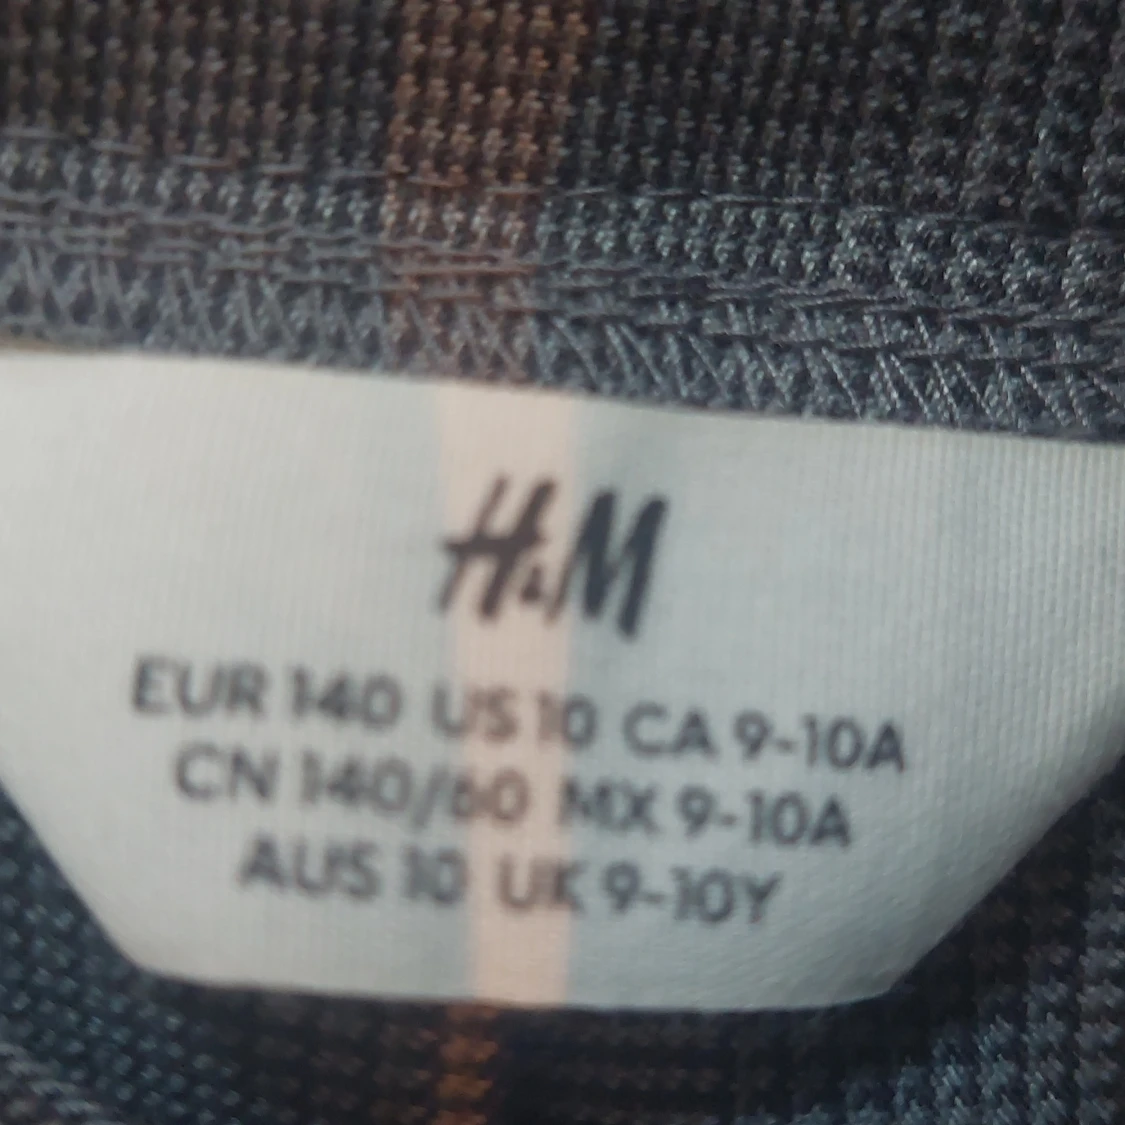 H&M
EUR 140 US 10 CA 9-10A
CN 140/60 MX 9-10A
AUS 10 UK 9-10Y